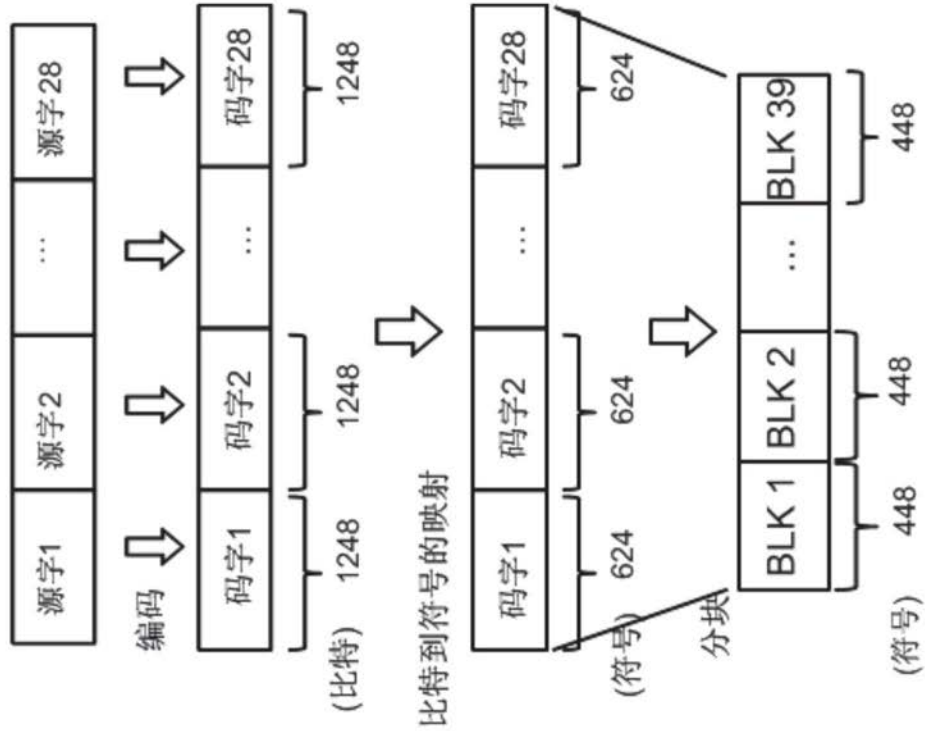 源字1 源字2 … 源字28
编码
码字1 码字2 … 码字28
(比特) 1248 1248 1248
比特到符号的映射
码字1 码字2 … 码字28
(符号) 624 624 624
分块
BLK 1 BLK 2 … BLK 39
(符号) 448 448 448